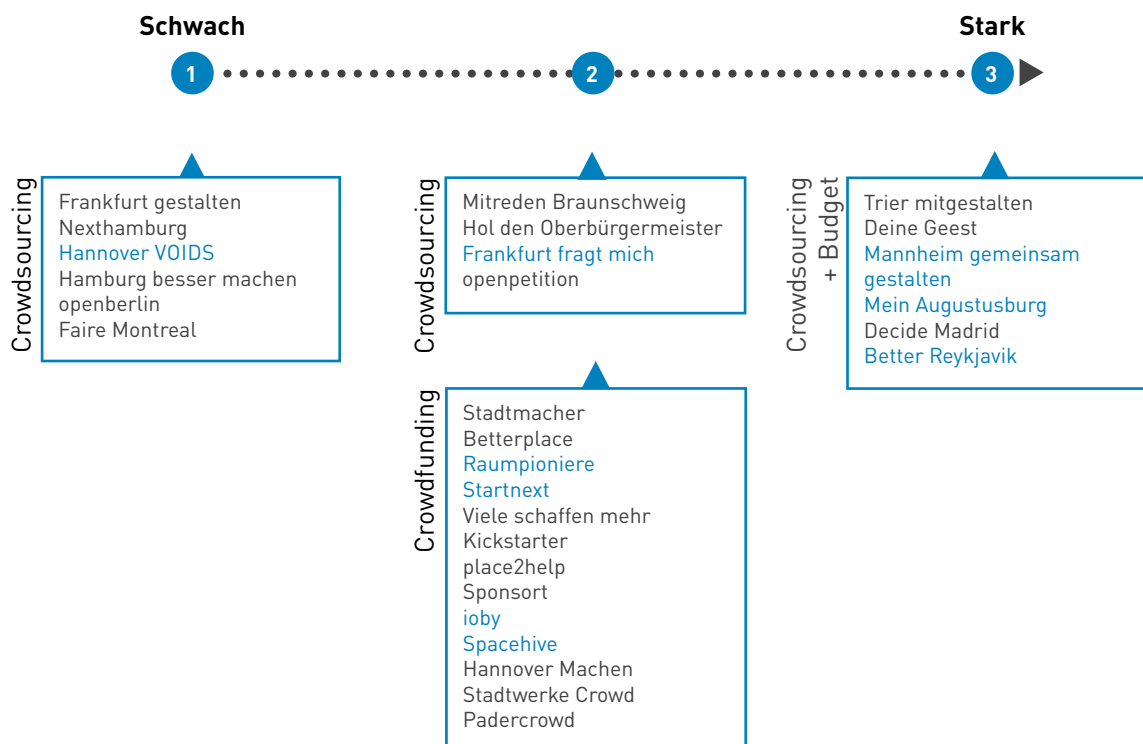 Schwach
Stark
1
2
3
Crowdsourcing
Frankfurt gestalten
Nexthamburg
Hannover VOIDS
Hamburg besser machen
openberlin
Faire Montreal
Crowdsourcing
Mitreden Braunschweig
Hol den Oberbürgermeister
Frankfurt fragt mich
openpetition
Crowdfunding
Stadtmacher
Betterplace
Raumpioniere
Startnext
Viele schaffen mehr
Kickstarter
place2help
Sponsort
ioby
Spacehive
Hannover Machen
Stadtwerke Crowd
Padercrowd
Crowdsourcing
+ Budget
Trier mitgestalten
Deine Geest
Mannheim gemeinsam
gestalten
Mein Augustusburg
Decide Madrid
Better Reykjavik